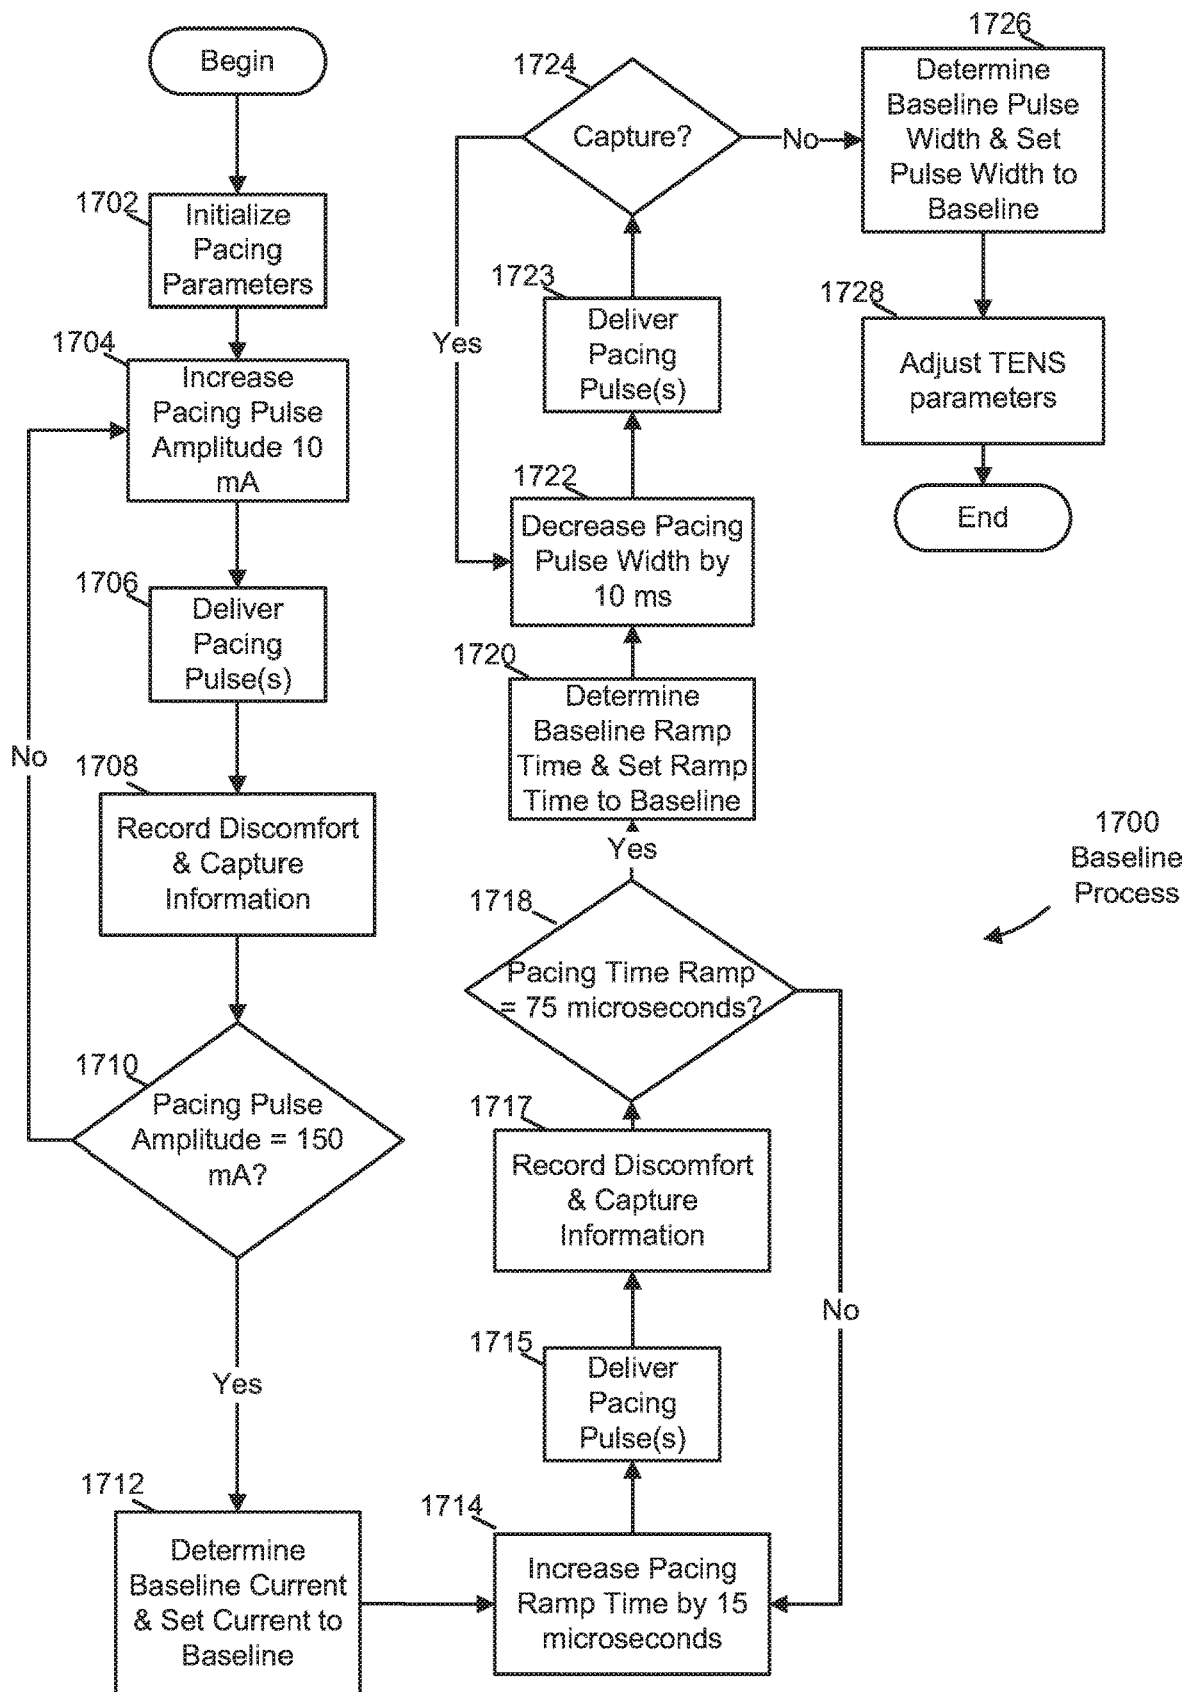 Begin
1702
Initialize
Pacing
Parameters
1704
Increase
Pacing Pulse
Amplitude 10
mA
1706
Deliver
Pacing
Pulse(s)
No
1708
Record Discomfort
& Capture
Information
1710
Pacing Pulse
Amplitude = 150
mA?
Yes
1712
Determine
Baseline Current
& Set Current to
Baseline
1714
Increase Pacing
Ramp Time by 15
microseconds
1715
Deliver
Pacing
Pulse(s)
1717
Record Discomfort
& Capture
Information
No
1718
Pacing Time Ramp
= 75 microseconds?
Yes
1720
Determine
Baseline Ramp
Time & Set Ramp
Time to Baseline
1722
Decrease Pacing
Pulse Width by
10 ms
1723
Deliver
Pacing
Pulse(s)
Yes
1724
Capture?
No
1726
Determine
Baseline Pulse
Width & Set
Pulse Width to
Baseline
1728
Adjust TENS
parameters
End
1700
Baseline
Process